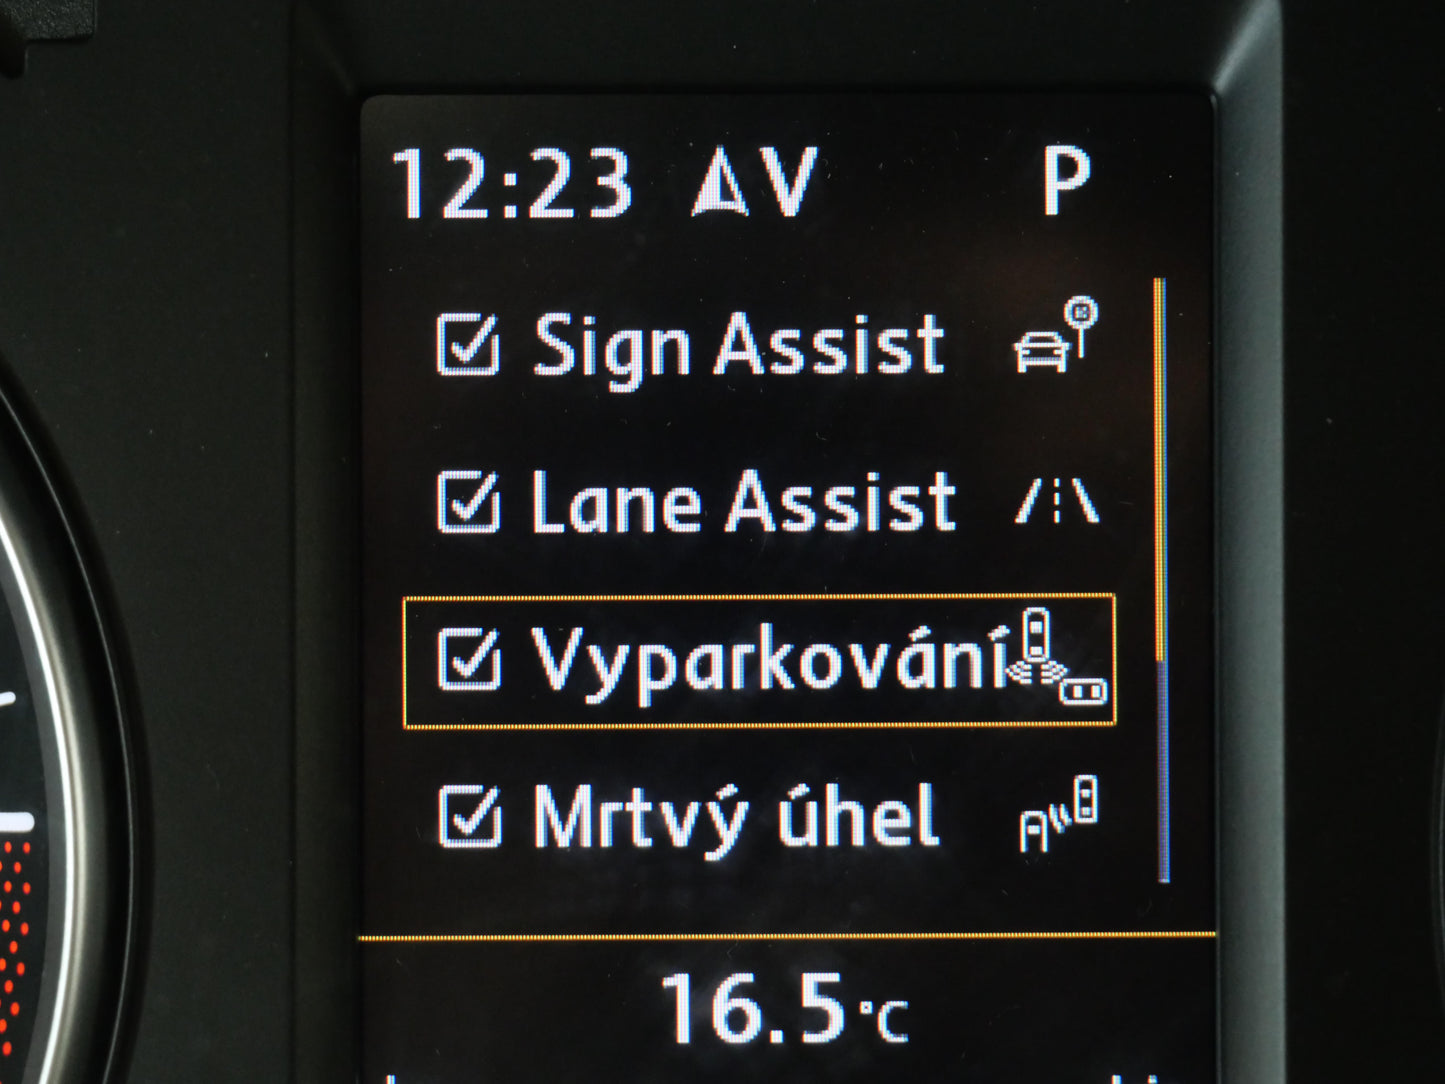 12:23 V P
Sign Assist
Lane Assist
Vyparkování
Mrtvý úhel
16.5 °C